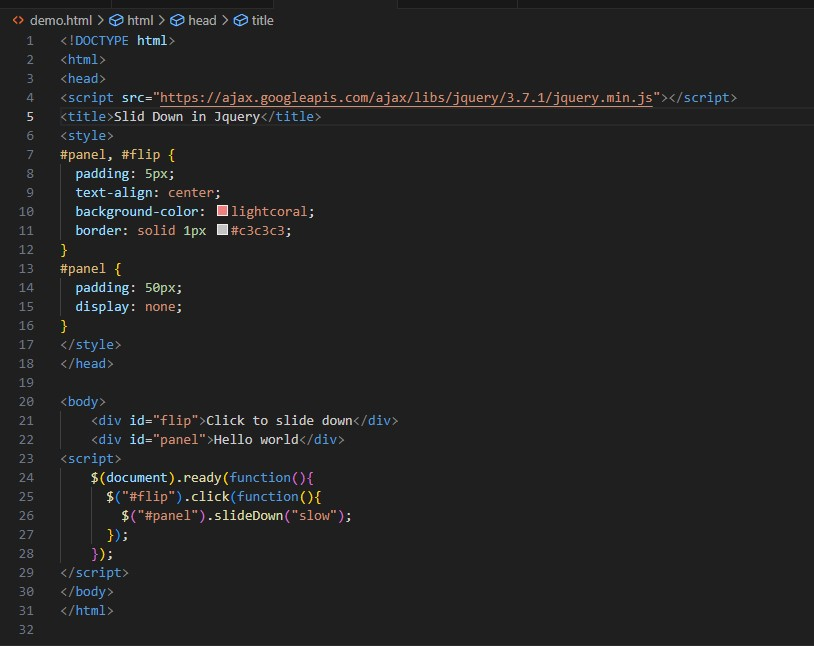 demo.html > html > head > title
1 <!DOCTYPE html>
2 <html>
3 <head>
4 <script src="https://ajax.googleapis.com/ajax/libs/jquery/3.7.1/jquery.min.js"></script>
5 <title>Slid Down in Jquery</title>
6 <style>
7 #panel, #flip {
8   padding: 5px;
9   text-align: center;
10   background-color: lightcoral;
11   border: solid 1px #c3c3c3;
12 }
13 #panel {
14   padding: 50px;
15   display: none;
16 }
17 </style>
18 </head>
19
20 <body>
21     <div id="flip">Click to slide down</div>
22     <div id="panel">Hello world</div>
23 <script>
24     $(document).ready(function(){
25       $("#flip").click(function(){
26         $("#panel").slideDown("slow");
27       });
28     });
29 </script>
30 </body>
31 </html>
32